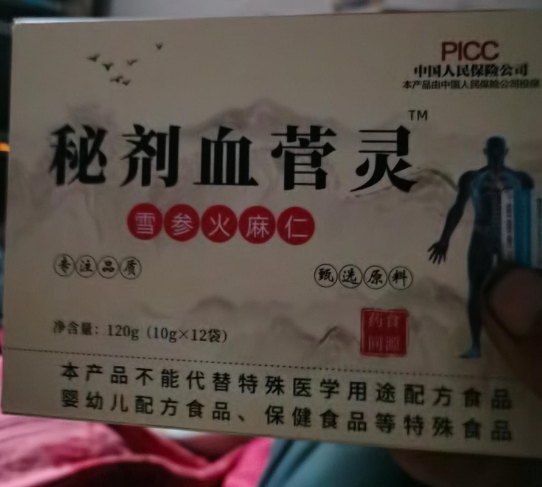 PICC
中国人民保险公司
本产品由中国人民保险公司投保
秘剂血菅灵™
雪参火麻仁
专注品质
甄选原料
净含量: 120g (10g×12袋)
药食同源
本产品不能代替特殊医学用途配方食品
婴幼儿配方食品、保健食品等特殊食品